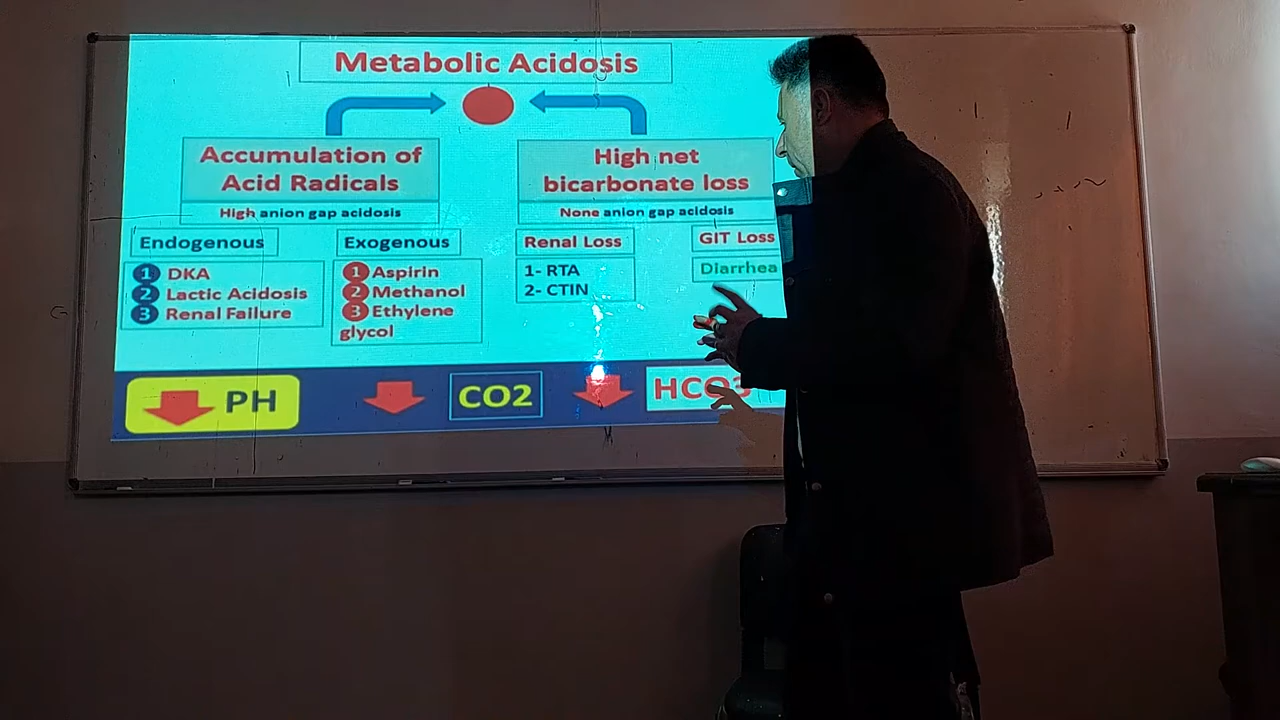 Metabolic Acidosis
Accumulation of
Acid Radicals
High anion gap acidosis
High net
bicarbonate loss
None anion gap acidosis
Endogenous
1 DKA
2 Lactic Acidosis
3 Renal Failure
Exogenous
1 Aspirin
2 Methanol
3 Ethylene
glycol
Renal Loss
1- RTA
2- CTIN
GIT Loss
Diarrhea
PH
CO2
HCO3